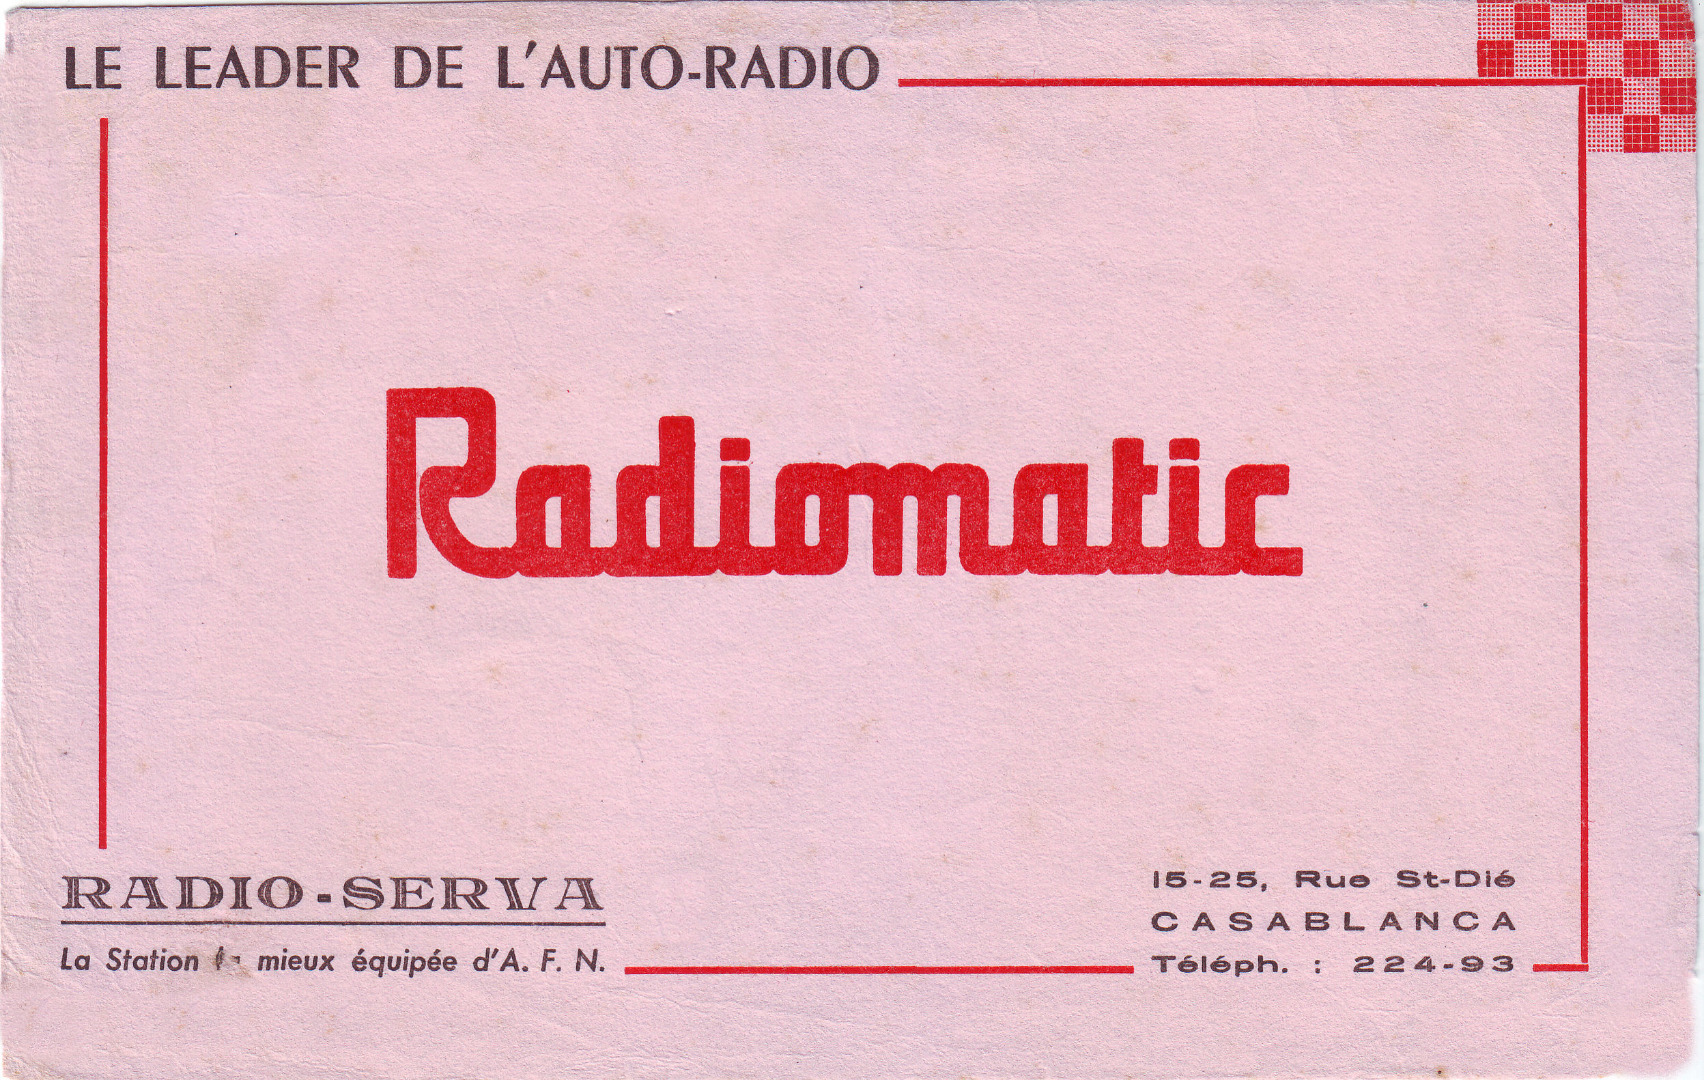 LE LEADER DE L'AUTO-RADIO
Radiomatic
RADIO-SERVA
La Station mieux équipée d'A. F. N.
15-25, Rue St-Dié
CASABLANCA
Téléph. : 224-93